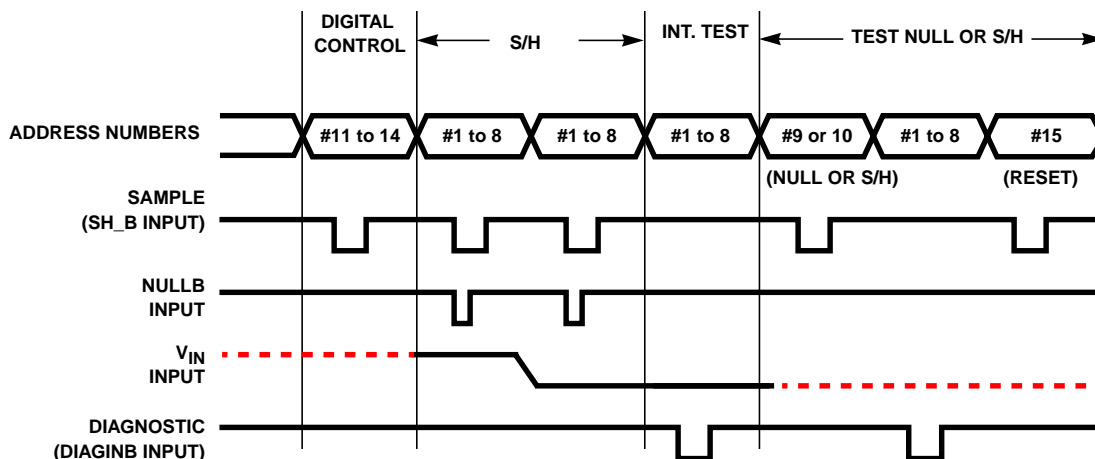 DIGITAL
CONTROL
S/H
INT. TEST
TEST NULL OR S/H
ADDRESS NUMBERS
#11 to 14
#1 to 8
#1 to 8
#1 to 8
#9 or 10
#1 to 8
#15
(NULL OR S/H)
(RESET)
SAMPLE
(SH_B INPUT)
NULLB
INPUT
VIN
INPUT
DIAGNOSTIC
(DIAGINB INPUT)